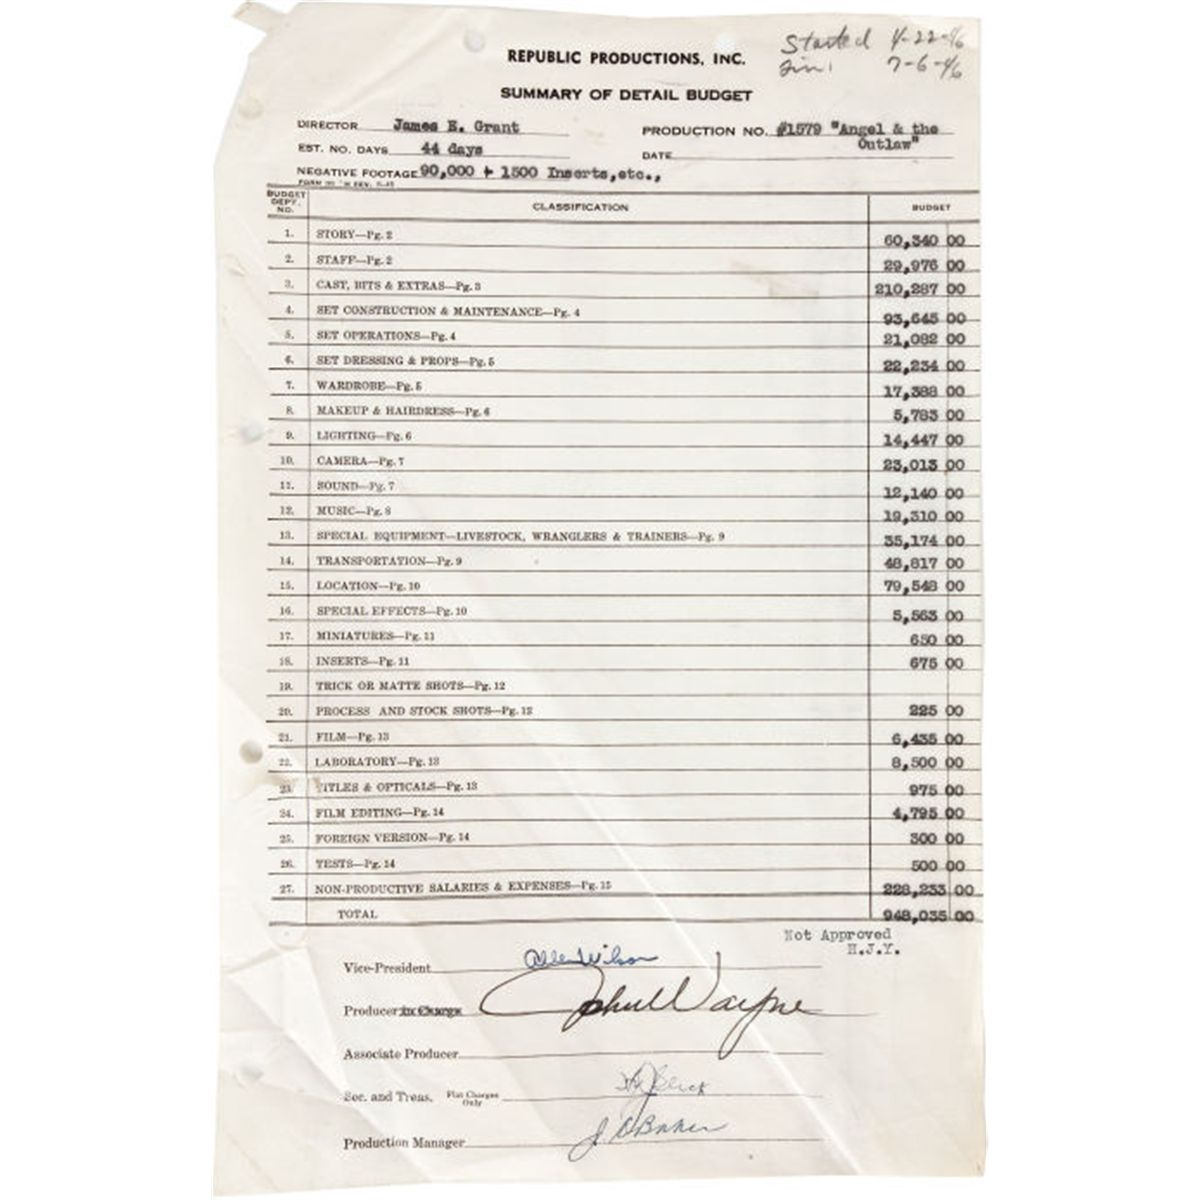 Started 4-22-46
Fin: 7-6-46
REPUBLIC PRODUCTIONS, INC.
SUMMARY OF DETAIL BUDGET
DIRECTOR James E. Grant PRODUCTION NO. #1579 "Angel & the Outlaw"
EST. NO. DAYS 44 days DATE
NEGATIVE FOOTAGE 90,000 + 1500 Inserts,etc.,
BUDGET DEPT. NO. CLASSIFICATION BUDGET
1. STORY—Pg. 2 60,340 00
2. STAFF—Pg. 2 29,976 00
3. CAST, BITS & EXTRAS—Pg. 3 210,287 00
4. SET CONSTRUCTION & MAINTENANCE—Pg. 4 93,645 00
5. SET OPERATIONS—Pg. 4 21,082 00
6. SET DRESSING & PROPS—Pg. 5 22,234 00
7. WARDROBE—Pg. 5 17,388 00
8. MAKEUP & HAIRDRESS—Pg. 6 5,783 00
9. LIGHTING—Pg. 6 14,447 00
10. CAMERA—Pg. 7 23,013 00
11. SOUND—Pg. 7 12,140 00
12. MUSIC—Pg. 8 19,310 00
13. SPECIAL EQUIPMENT—LIVESTOCK, WRANGLERS & TRAINERS—Pg. 9 35,174 00
14. TRANSPORTATION—Pg. 9 48,817 00
15. LOCATION—Pg. 10 79,548 00
16. SPECIAL EFFECTS—Pg. 10 5,563 00
17. MINIATURES—Pg. 11 650 00
18. INSERTS—Pg. 11 675 00
19. TRICK OR MATTE SHOTS—Pg. 12
20. PROCESS AND STOCK SHOTS—Pg. 12 225 00
21. FILM—Pg. 13 6,435 00
22. LABORATORY—Pg. 13 8,500 00
23. TITLES & OPTICALS—Pg. 13 975 00
24. FILM EDITING—Pg. 14 4,795 00
25. FOREIGN VERSION—Pg. 14 300 00
26. TESTS—Pg. 14 500 00
27. NON-PRODUCTIVE SALARIES & EXPENSES—Pg. 15 228,233 00
TOTAL 948,035 00
Not Approved
H.J.Y.
Vice-President Allen Wilson
Producer in Charge John Wayne
Associate Producer
Sec. and Treas. Flat Charges Only
Production Manager J A Baker